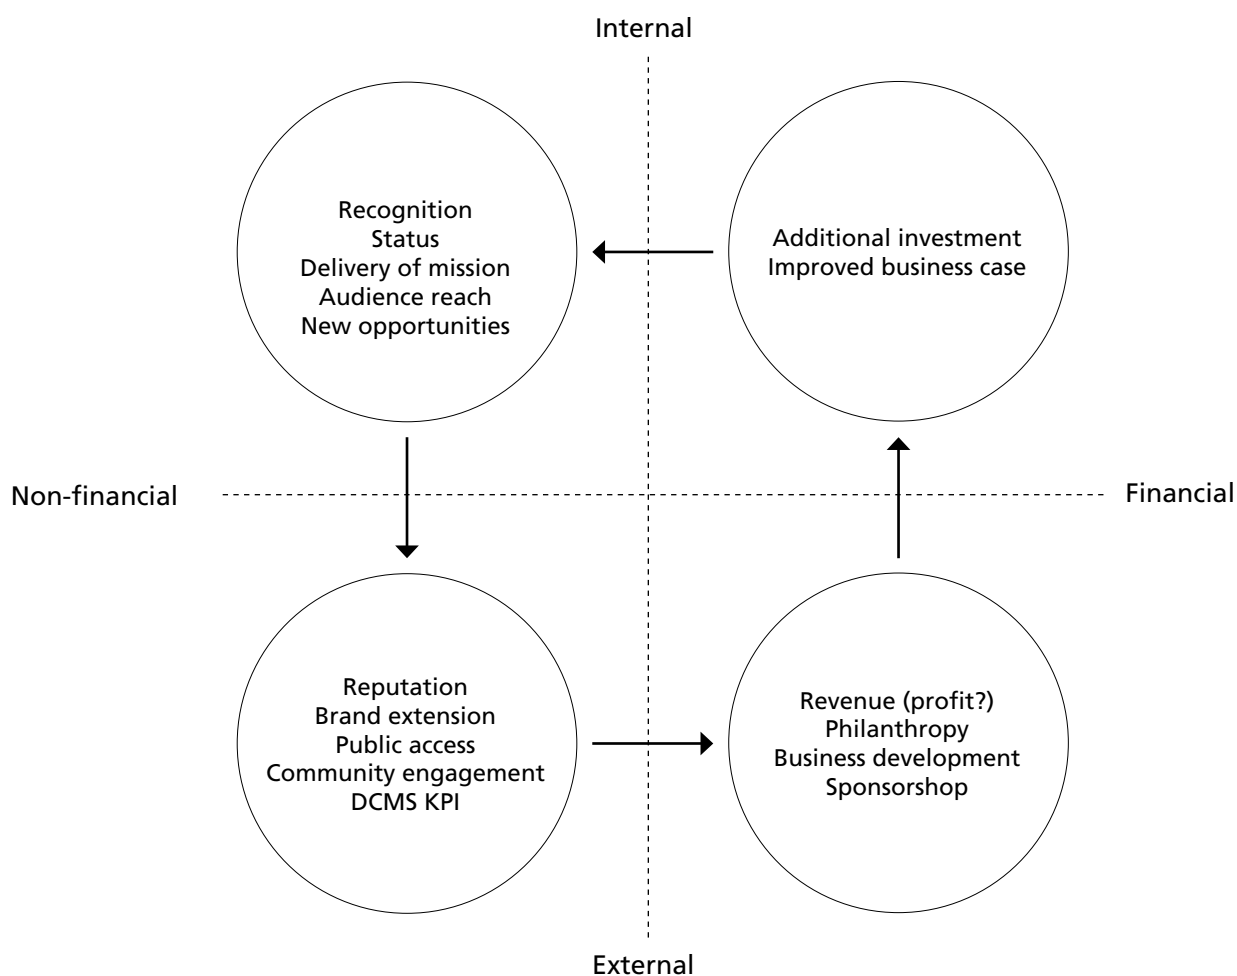 Internal
Recognition
Status
Delivery of mission
Audience reach
New opportunities
Additional investment
Improved business case
Non-financial
Financial
Reputation
Brand extension
Public access
Community engagement
DCMS KPI
Revenue (profit?)
Philanthropy
Business development
Sponsorshop
External